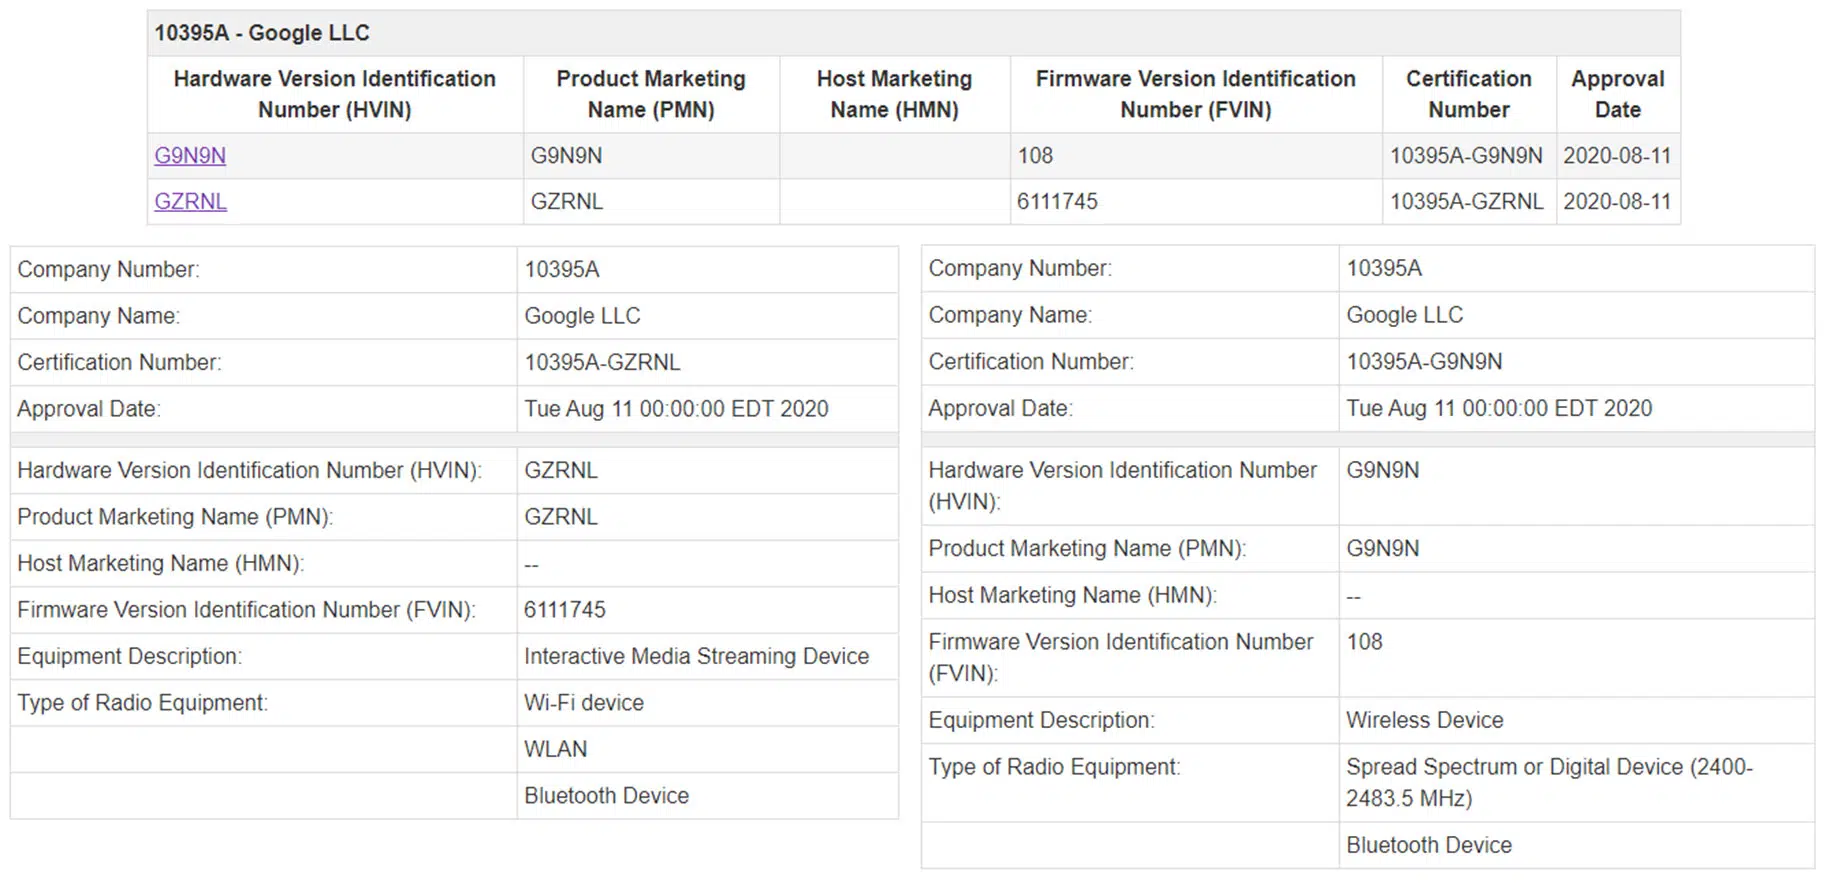 10395A - Google LLC
Hardware Version Identification Number (HVIN) Product Marketing Name (PMN) Host Marketing Name (HMN) Firmware Version Identification Number (FVIN) Certification Number Approval Date
G9N9N G9N9N 108 10395A-G9N9N 2020-08-11
GZRNL GZRNL 6111745 10395A-GZRNL 2020-08-11
Company Number: 10395A
Company Name: Google LLC
Certification Number: 10395A-GZRNL
Approval Date: Tue Aug 11 00:00:00 EDT 2020
Hardware Version Identification Number (HVIN): GZRNL
Product Marketing Name (PMN): GZRNL
Host Marketing Name (HMN): --
Firmware Version Identification Number (FVIN): 6111745
Equipment Description: Interactive Media Streaming Device
Type of Radio Equipment: Wi-Fi device
WLAN
Bluetooth Device
Company Number: 10395A
Company Name: Google LLC
Certification Number: 10395A-G9N9N
Approval Date: Tue Aug 11 00:00:00 EDT 2020
Hardware Version Identification Number G9N9N
(HVIN):
Product Marketing Name (PMN): G9N9N
Host Marketing Name (HMN): --
Firmware Version Identification Number 108
(FVIN):
Equipment Description: Wireless Device
Type of Radio Equipment: Spread Spectrum or Digital Device (2400-
2483.5 MHz)
Bluetooth Device